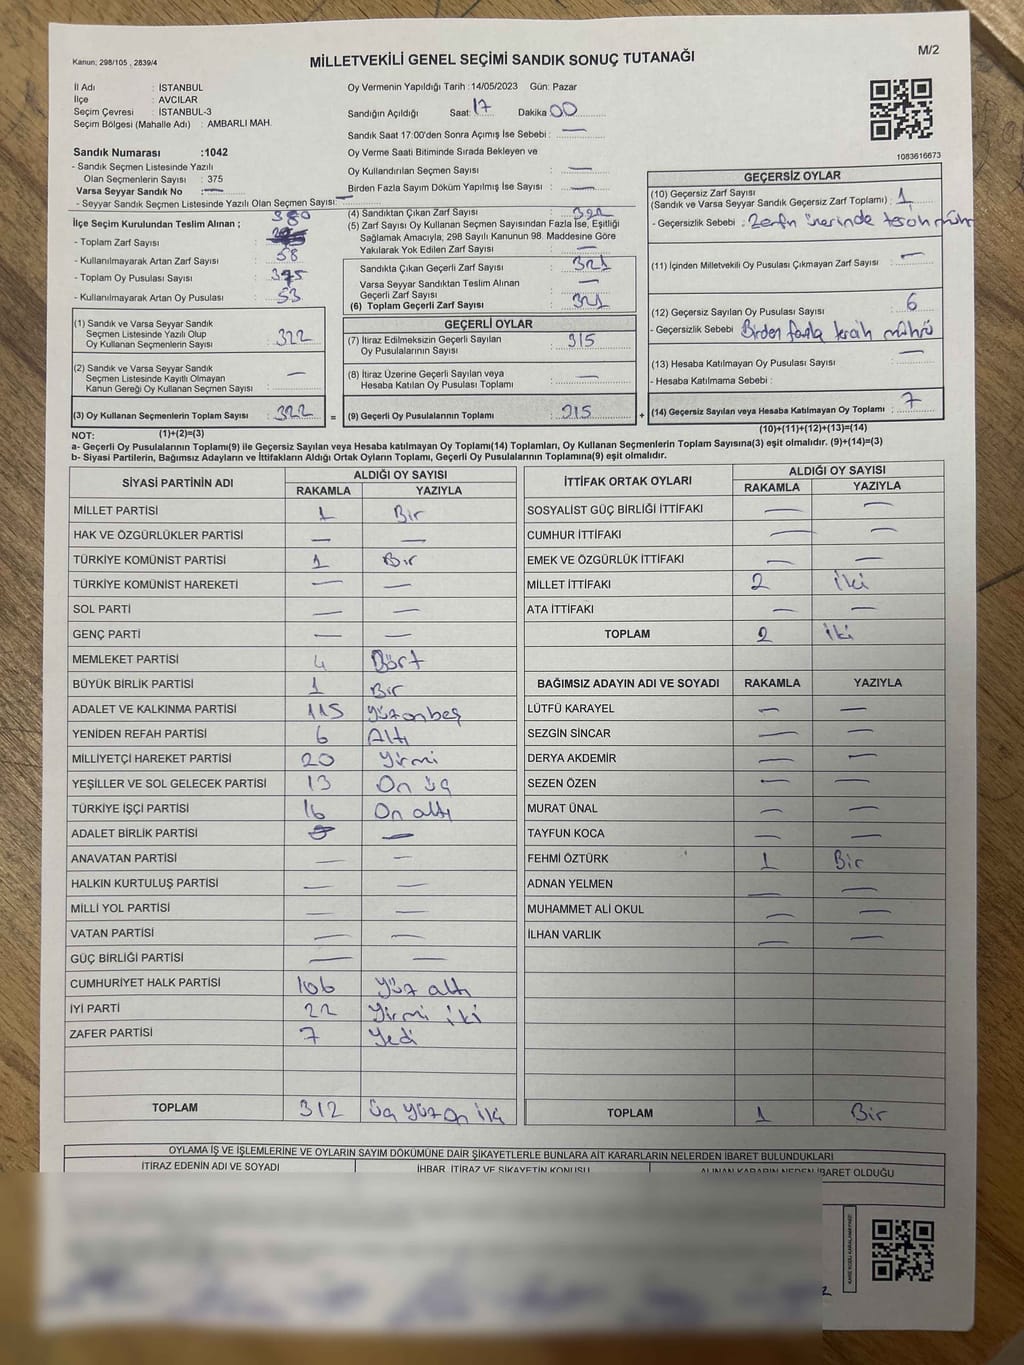 Kanun; 298/105 , 2839/4
MİLLETVEKİLİ GENEL SEÇİMİ SANDIK SONUÇ TUTANAĞI
M/2
İl Adı : İSTANBUL
İlçe : AVCILAR
Seçim Çevresi : İSTANBUL-3
Seçim Bölgesi (Mahalle Adı) : AMBARLI MAH.
Oy Vermenin Yapıldığı Tarih :14/05/2023 Gün: Pazar
Sandığın Açıldığı Saat: 17 Dakika 00
Sandık Saat 17:00'den Sonra Açımış İse Sebebi : —
Oy Verme Saati Bitiminde Sırada Bekleyen ve
Oy Kullandırılan Seçmen Sayısı : —
Birden Fazla Sayım Döküm Yapılmış İSe Sayısı : —
1083616673
Sandık Numarası :1042
- Sandık Seçmen Listesinde Yazılı
Olan Seçmenlerin Sayısı : 375
Varsa Seyyar Sandık No : —
- Seyyar Sandık Seçmen Listesinde Yazılı Olan Seçmen Sayısı: —
İlçe Seçim Kurulundan Teslim Alınan ;
- Toplam Zarf Sayısı : 380
- Kullanılmayarak Artan Zarf Sayısı : 58
- Toplam Oy Pusulası Sayısı : 375
- Kullanılmayarak Artan Oy Pusulası : 53
(1) Sandık ve Varsa Seyyar Sandık
Seçmen Listesinde Yazılı Olup
Oy Kullanan Seçmenlerin Sayısı : 322
(2) Sandık ve Varsa Seyyar Sandık
Seçmen Listesinde Kayıtlı Olmayan
Kanun Gereği Oy Kullanan Seçmen Sayısı : —
(3) Oy Kullanan Seçmenlerin Toplam Sayısı : 322 =
(4) Sandıktan Çıkan Zarf Sayısı : 322
(5) Zarf Sayısı Oy Kullanan Seçmen Sayısından Fazla İse, Eşitliği
Sağlamak Amacıyla; 298 Sayılı Kanunun 98. Maddesine Göre
Yakılarak Yok Edilen Zarf Sayısı : —
Sandıkta Çıkan Geçerli Zarf Sayısı : 321
Varsa Seyyar Sandıktan Teslim Alınan
Geçerli Zarf Sayısı : —
(6) Toplam Geçerli Zarf Sayısı : 321
GEÇERLİ OYLAR
(7) İtiraz Edilmeksizin Geçerli Sayılan
Oy Pusulalarının Sayısı : 315
(8) İtiraz Üzerine Geçerli Sayılan veya
Hesaba Katılan Oy Pusulası Toplamı : —
(9) Geçerli Oy Pusulalarının Toplamı : 315 +
GEÇERSİZ OYLAR
(10) Geçersiz Zarf Sayısı
(Sandık ve Varsa Seyyar Sandık Geçersiz Zarf Toplamı) : 1
- Geçersizlik Sebebi : Zarfın üzerinde tercih mühr
(11) İçinden Milletvekili Oy Pusulası Çıkmayan Zarf Sayısı : —
(12) Geçersiz Sayılan Oy Pusulası Sayısı : 6
- Geçersizlik Sebebi Birden fazla tercih mührü
(13) Hesaba Katılmayan Oy Pusulası Sayısı : —
- Hesaba Katılmama Sebebi :
(14) Geçersiz Sayılan veya Hesaba Katılmayan Oy Toplamı : 7
NOT: (1)+(2)=(3)
(10)+(11)+(12)+(13)=(14)
a- Geçerli Oy Pusulalarının Toplamı(9) ile Geçersiz Sayılan veya Hesaba katılmayan Oy Toplamı(14) Toplamları, Oy Kullanan Seçmenlerin Toplam Sayısına(3) eşit olmalıdır. (9)+(14)=(3)
b- Siyasi Partilerin, Bağımsız Adayların ve İttifakların Aldığı Ortak Oyların Toplamı, Geçerli Oy Pusulalarının Toplamına(9) eşit olmalıdır.
SİYASİ PARTİNİN ADI ALDIĞI OY SAYISI
RAKAMLA YAZIYLA
MİLLET PARTİSİ 1 Bir
HAK VE ÖZGÜRLÜKLER PARTİSİ — —
TÜRKİYE KOMÜNİST PARTİSİ 1 Bir
TÜRKİYE KOMÜNİST HAREKETİ — —
SOL PARTİ — —
GENÇ PARTİ — —
MEMLEKET PARTİSİ 4 Dört
BÜYÜK BİRLİK PARTİSİ 1 Bir
ADALET VE KALKINMA PARTİSİ 115 Yüzonbeş
YENİDEN REFAH PARTİSİ 6 Altı
MİLLİYETÇİ HAREKET PARTİSİ 20 Yirmi
YEŞİLLER VE SOL GELECEK PARTİSİ 13 On üç
TÜRKİYE İŞÇİ PARTİSİ 16 On altı
ADALET BİRLİK PARTİSİ —
ANAVATAN PARTİSİ — —
HALKIN KURTULUŞ PARTİSİ — —
MİLLİ YOL PARTİSİ — —
VATAN PARTİSİ — —
GÜÇ BİRLİĞİ PARTİSİ — —
CUMHURİYET HALK PARTİSİ 106 Yüz altı
İYİ PARTİ 22 Yirmi iki
ZAFER PARTİSİ 7 Yedi
TOPLAM 312 Üç yüz on iki
İTTİFAK ORTAK OYLARI ALDIĞI OY SAYISI
RAKAMLA YAZIYLA
SOSYALİST GÜÇ BİRLİĞİ İTTİFAKI — —
CUMHUR İTTİFAKI — —
EMEK VE ÖZGÜRLÜK İTTİFAKI — —
MİLLET İTTİFAKI 2 İki
ATA İTTİFAKI — —
TOPLAM 2 İki
BAĞIMSIZ ADAYIN ADI VE SOYADI RAKAMLA YAZIYLA
LÜTFÜ KARAYEL — —
SEZGİN SİNCAR — —
DERYA AKDEMİR — —
SEZEN ÖZEN — —
MURAT ÜNAL — —
TAYFUN KOCA — —
FEHMİ ÖZTÜRK 1 Bir
ADNAN YELMEN — —
MUHAMMET ALİ OKUL — —
İLHAN VARLIK — —
TOPLAM 1 Bir
OYLAMA İŞ VE İŞLEMLERİNE VE OYLARIN SAYIM DÖKÜMÜNE DAİR ŞİKAYETLERLE BUNLARA AİT KARARLARIN NELERDEN İBARET BULUNDUKLARI
İTİRAZ EDENİN ADI VE SOYADI İHBAR, İTİRAZ VE ŞİKAYETİN KONUSU ALINAN KARARIN NEDEN İBARET OLDUĞU